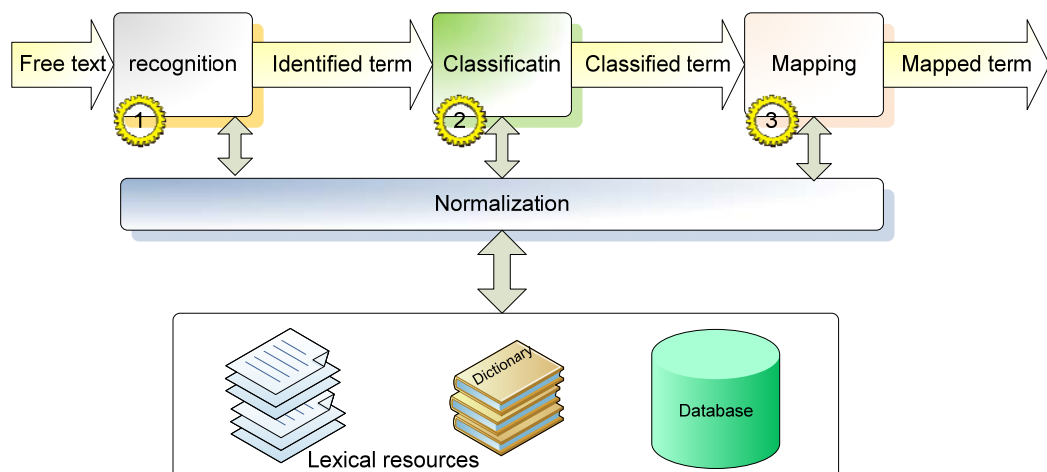 Free text
recognition
Identified term
Classificatin
Classified term
Mapping
Mapped term
1
2
3
Normalization
Dictionary
Database
Lexical resources